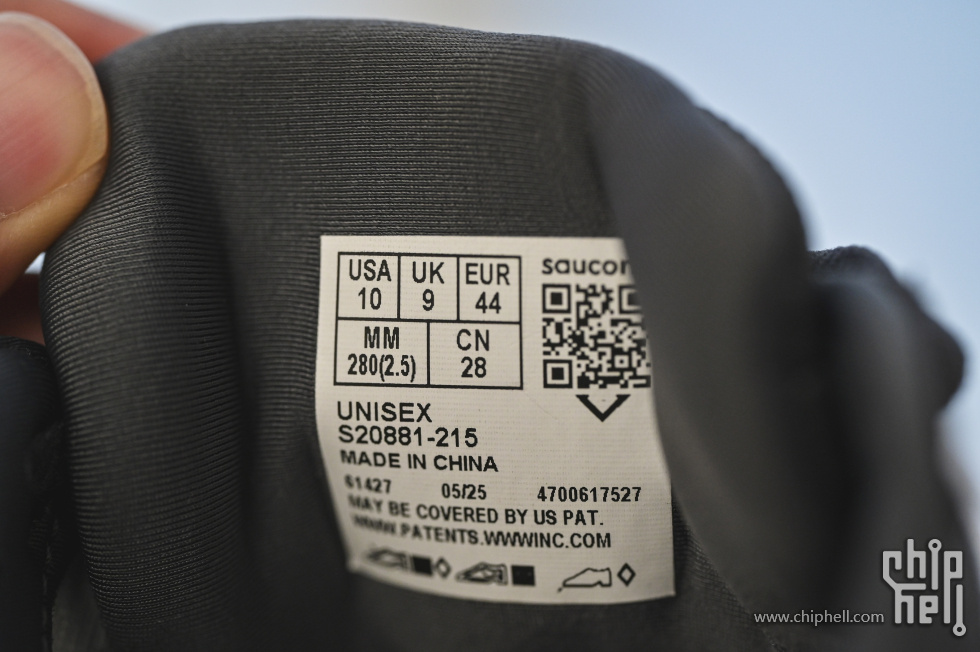 USA UK EUR
10 9 44
MM CN
280(2.5) 28
saucon
UNISEX
S20881-215
MADE IN CHINA
61427 05/25 4700617527
MAY BE COVERED BY US PAT.
WWW.PATENTS.WWWINC.COM
chip
hell
www.chiphell.com